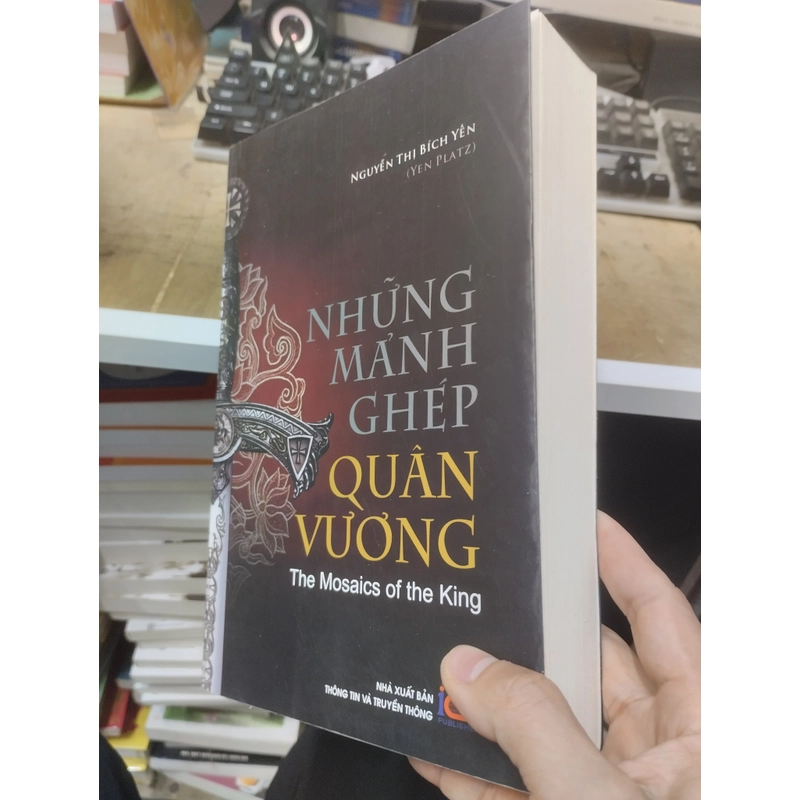 NGUYỄN THỊ BÍCH YÊN
(YEN PLATZ)
NHỮNG
MẢNH
GHÉP
QUÂN
VƯƠNG
The Mosaics of the King
NHÀ XUẤT BẢN
THÔNG TIN VÀ TRUYỀN THÔNG